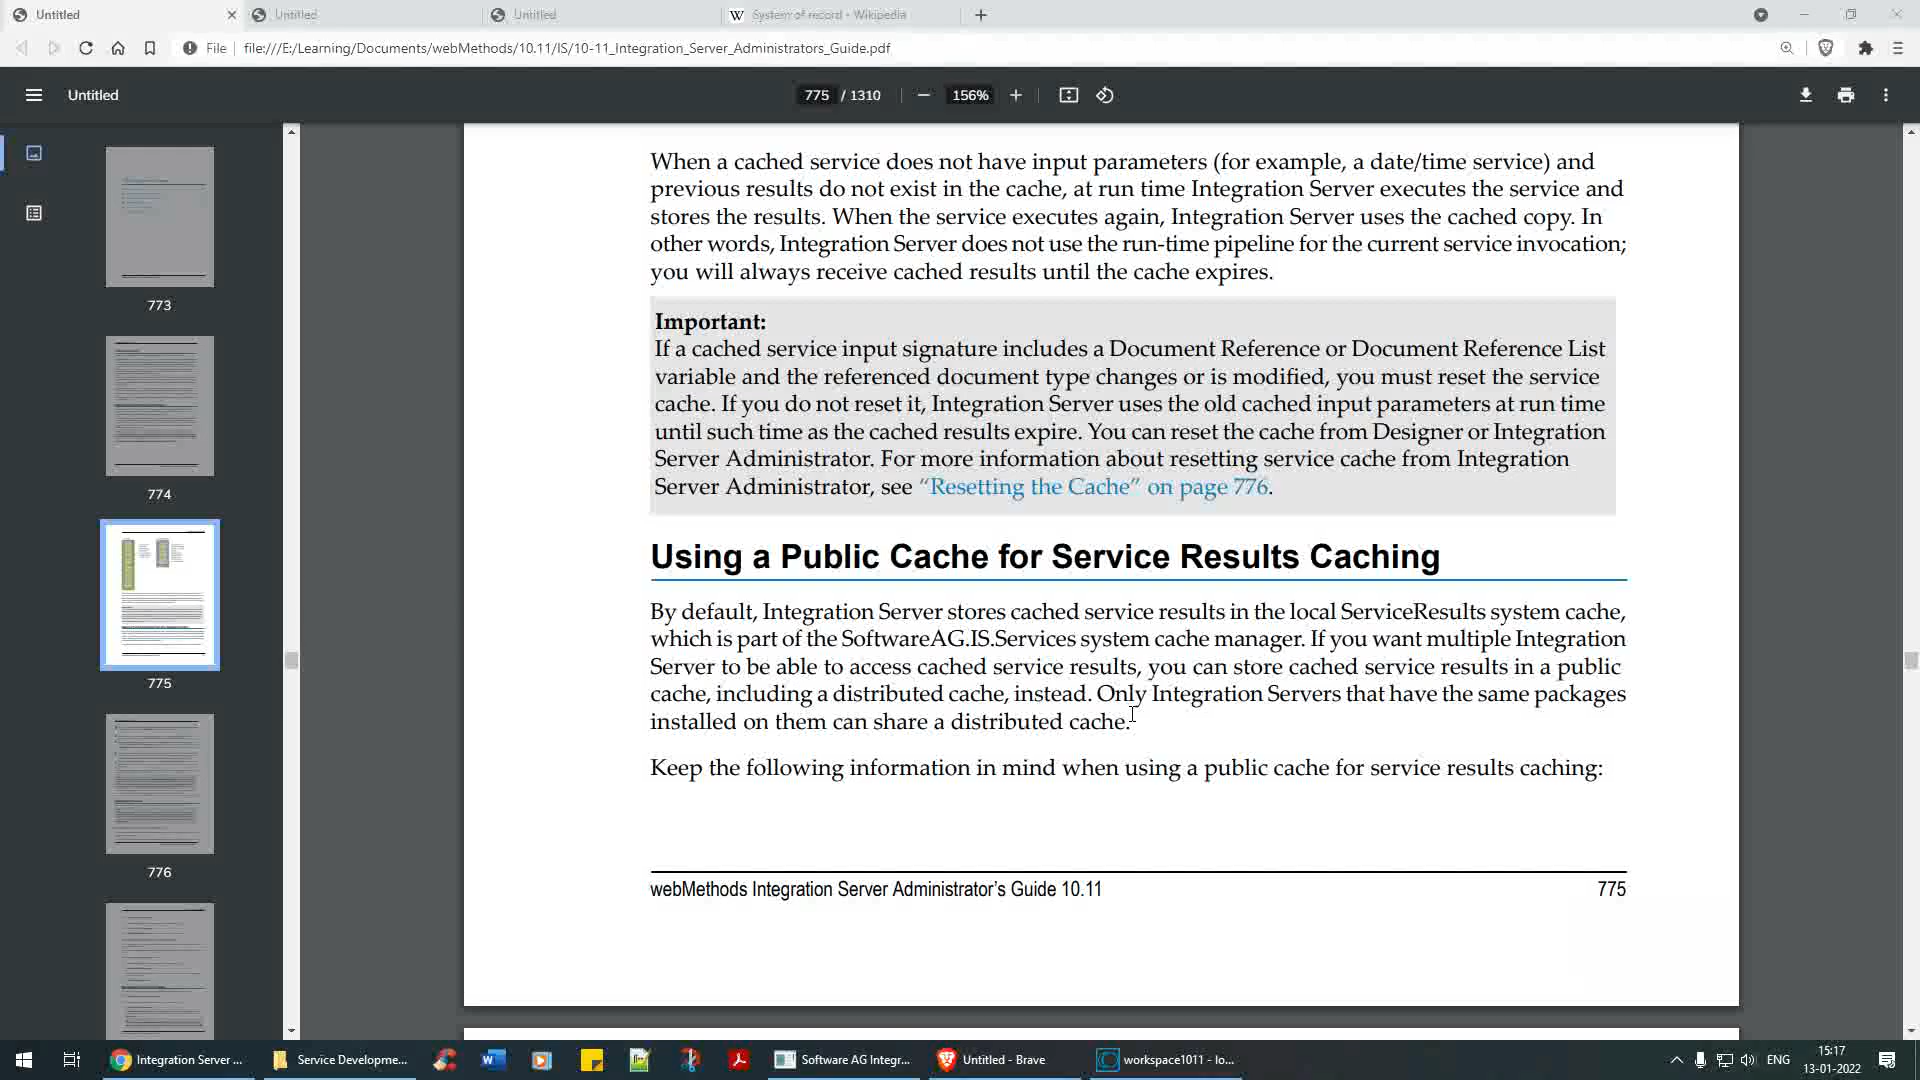 Untitled
Untitled
Untitled
System of record - Wikipedia
File
file:///E:/Learning/Documents/webMethods/10.11/IS/10-11_Integration_Server_Administrators_Guide.pdf
Untitled
775 / 1310
156%
773
774
775
776
When a cached service does not have input parameters (for example, a date/time service) and
previous results do not exist in the cache, at run time Integration Server executes the service and
stores the results. When the service executes again, Integration Server uses the cached copy. In
other words, Integration Server does not use the run-time pipeline for the current service invocation;
you will always receive cached results until the cache expires.
Important:
If a cached service input signature includes a Document Reference or Document Reference List
variable and the referenced document type changes or is modified, you must reset the service
cache. If you do not reset it, Integration Server uses the old cached input parameters at run time
until such time as the cached results expire. You can reset the cache from Designer or Integration
Server Administrator. For more information about resetting service cache from Integration
Server Administrator, see “Resetting the Cache” on page 776.
Using a Public Cache for Service Results Caching
By default, Integration Server stores cached service results in the local ServiceResults system cache,
which is part of the SoftwareAG.IS.Services system cache manager. If you want multiple Integration
Server to be able to access cached service results, you can store cached service results in a public
cache, including a distributed cache, instead. Only Integration Servers that have the same packages
installed on them can share a distributed cache.
Keep the following information in mind when using a public cache for service results caching:
webMethods Integration Server Administrator’s Guide 10.11
775
Integration Server ...
Service Developme...
Software AG Integr...
Untitled - Brave
workspace1011 - Io...
ENG
15:17
13-01-2022